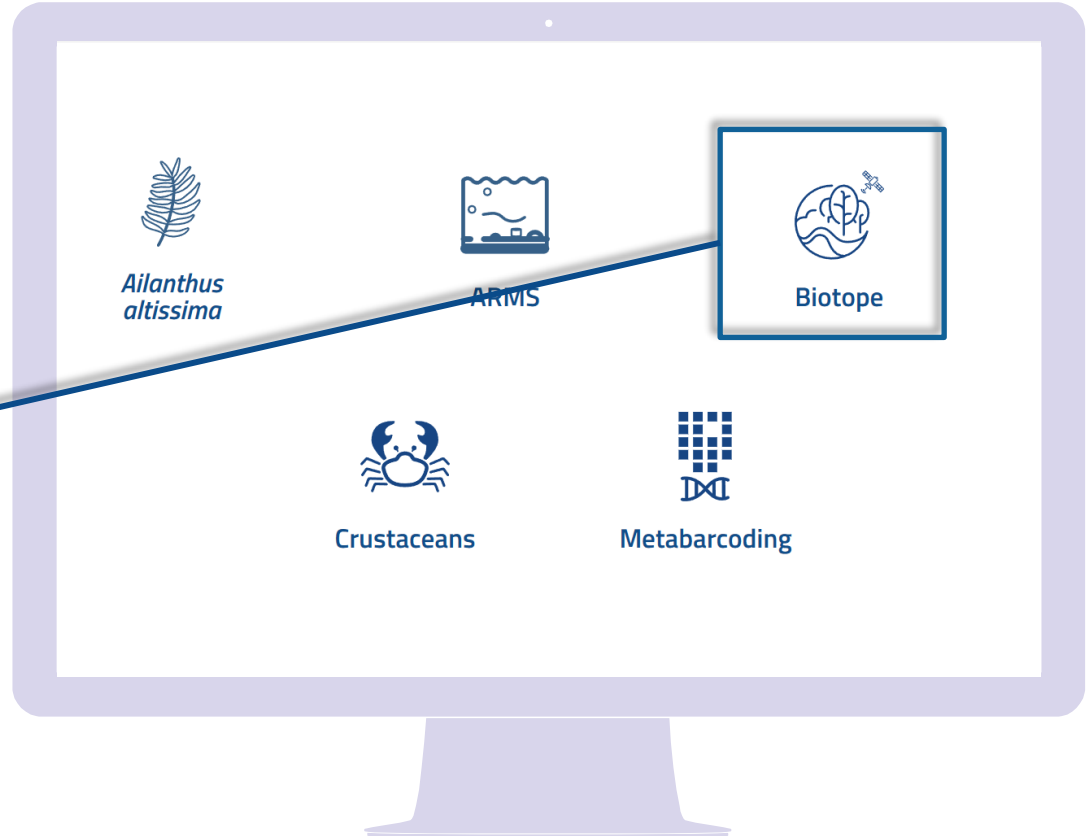 Ailanthus
altissima
ARMS
Biotope
Crustaceans
Metabarcoding